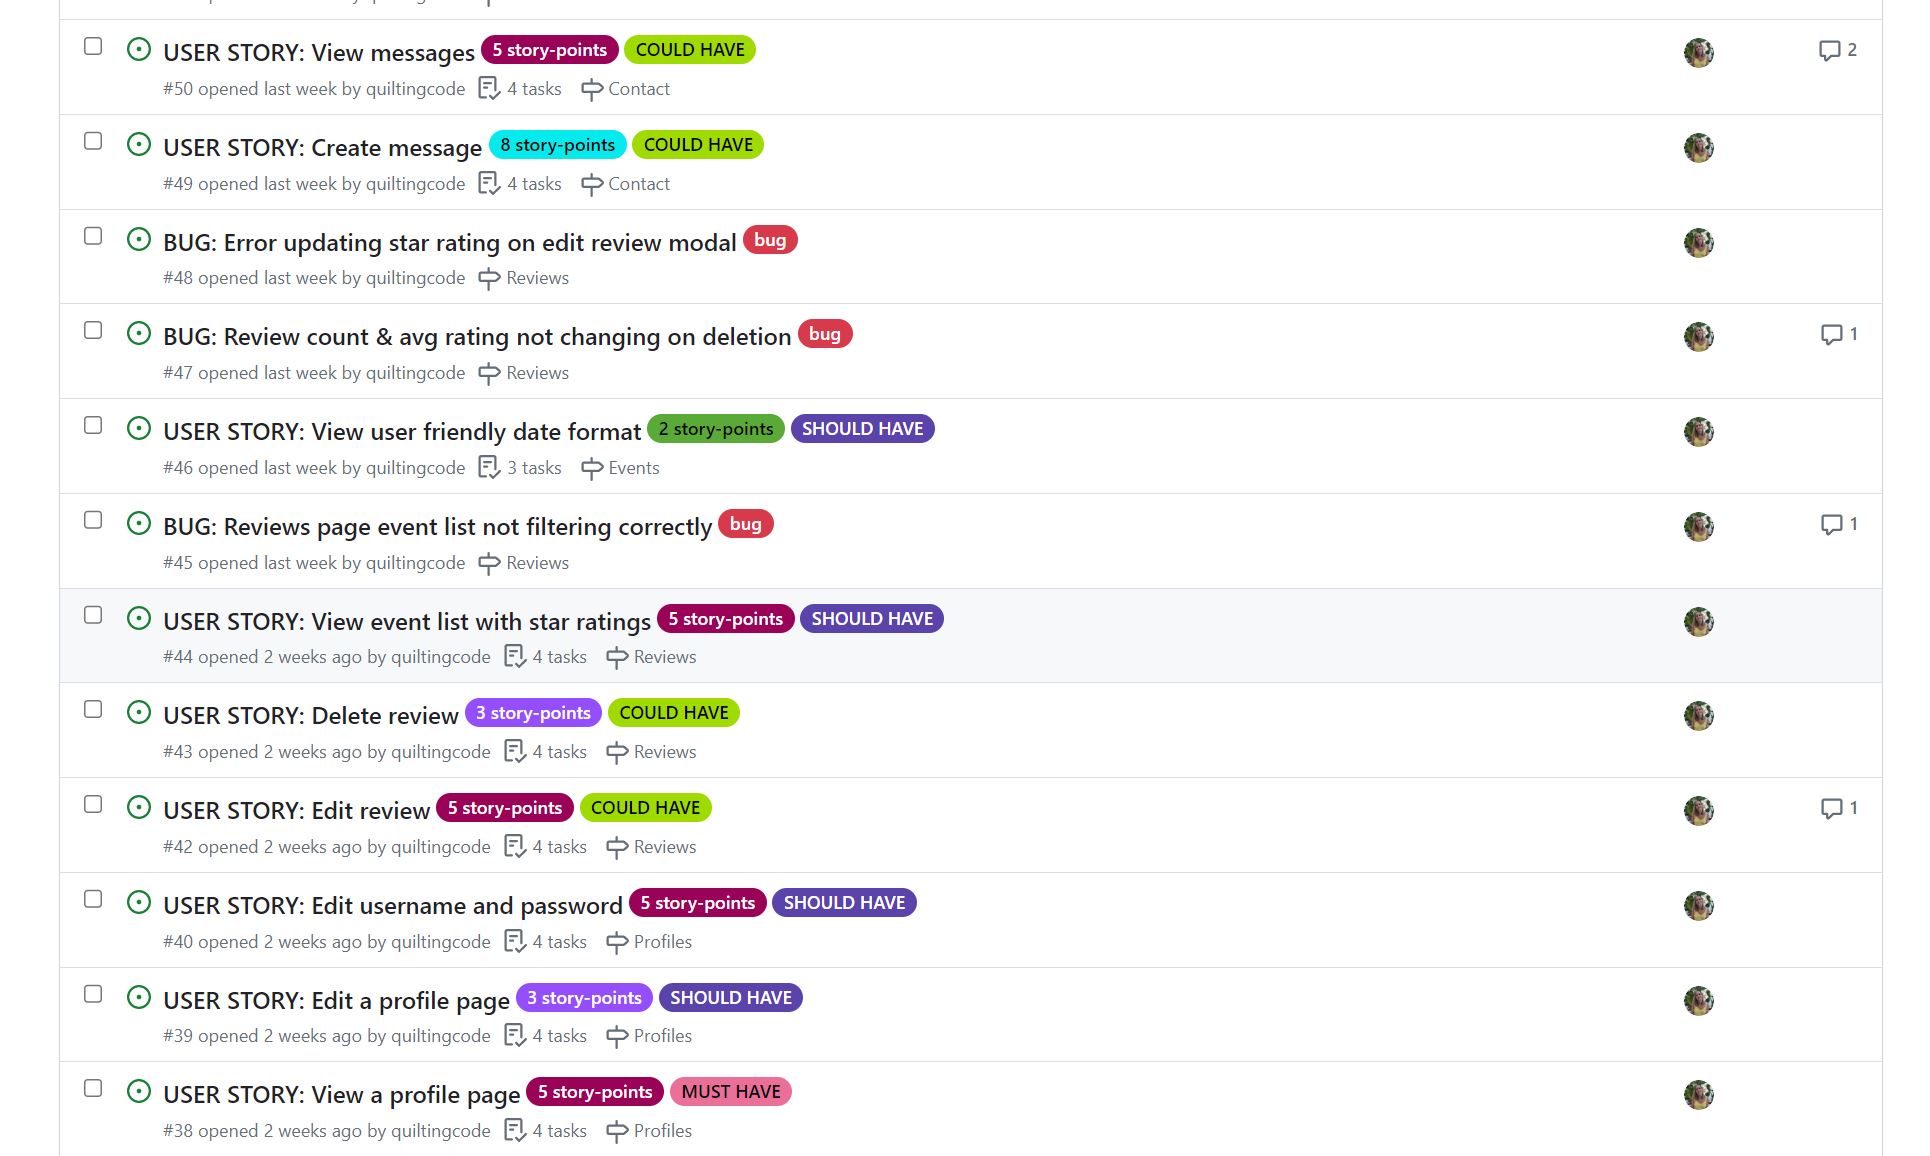 USER STORY: View messages 5 story-points COULD HAVE 2
#50 opened last week by quiltingcode 4 tasks Contact
USER STORY: Create message 8 story-points COULD HAVE
#49 opened last week by quiltingcode 4 tasks Contact
BUG: Error updating star rating on edit review modal bug
#48 opened last week by quiltingcode Reviews
BUG: Review count & avg rating not changing on deletion bug 1
#47 opened last week by quiltingcode Reviews
USER STORY: View user friendly date format 2 story-points SHOULD HAVE
#46 opened last week by quiltingcode 3 tasks Events
BUG: Reviews page event list not filtering correctly bug 1
#45 opened last week by quiltingcode Reviews
USER STORY: View event list with star ratings 5 story-points SHOULD HAVE
#44 opened 2 weeks ago by quiltingcode 4 tasks Reviews
USER STORY: Delete review 3 story-points COULD HAVE
#43 opened 2 weeks ago by quiltingcode 4 tasks Reviews
USER STORY: Edit review 5 story-points COULD HAVE 1
#42 opened 2 weeks ago by quiltingcode 4 tasks Reviews
USER STORY: Edit username and password 5 story-points SHOULD HAVE
#40 opened 2 weeks ago by quiltingcode 4 tasks Profiles
USER STORY: Edit a profile page 3 story-points SHOULD HAVE
#39 opened 2 weeks ago by quiltingcode 4 tasks Profiles
USER STORY: View a profile page 5 story-points MUST HAVE
#38 opened 2 weeks ago by quiltingcode 4 tasks Profiles